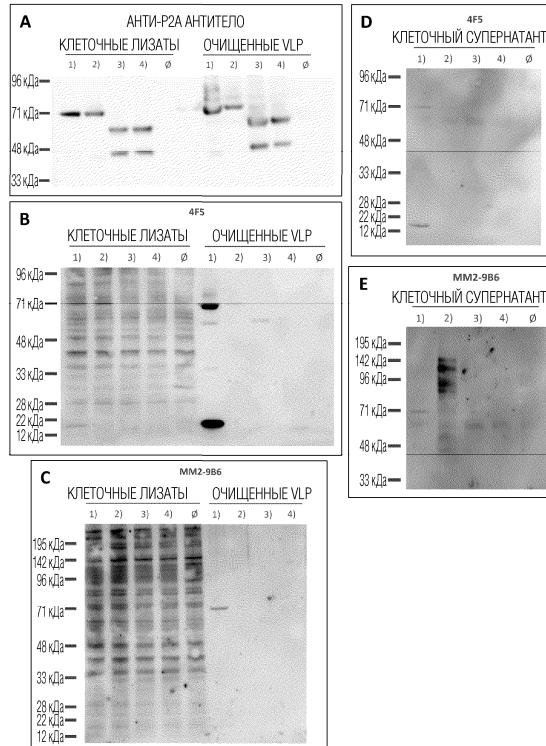 A
АНТИ-P2A АНТИТЕЛО
КЛЕТОЧНЫЕ ЛИЗАТЫ ОЧИЩЕННЫЕ VLP
1) 2) 3) 4) Ø 1) 2) 3) 4) Ø
96 кДа
71 кДа
48 кДа
33 кДа
B
4F5
КЛЕТОЧНЫЕ ЛИЗАТЫ ОЧИЩЕННЫЕ VLP
1) 2) 3) 4) Ø 1) 2) 3) 4) Ø
96 кДа
71 кДа
48 кДа
33 кДа
28 кДа
22 кДа
12 кДа
C
MM2-9B6
КЛЕТОЧНЫЕ ЛИЗАТЫ ОЧИЩЕННЫЕ VLP
1) 2) 3) 4) Ø 1) 2) 3) 4)
195 кДа
142 кДа
96 кДа
71 кДа
48 кДа
33 кДа
28 кДа
22 кДа
12 кДа
D
4F5
КЛЕТОЧНЫЙ СУПЕРНАТАНТ
1) 2) 3) 4) Ø
96 кДа
71 кДа
48 кДа
33 кДа
28 кДа
22 кДа
12 кДа
E
MM2-9B6
КЛЕТОЧНЫЙ СУПЕРНАТАНТ
1) 2) 3) 4) Ø
195 кДа
142 кДа
96 кДа
71 кДа
48 кДа
33 кДа